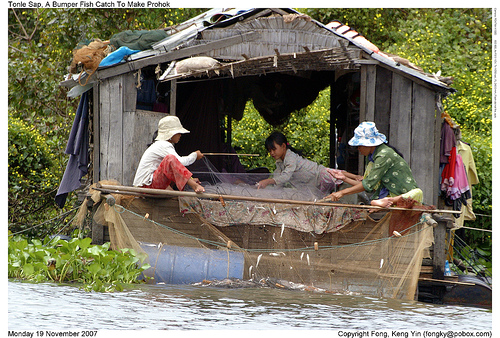 Tonle Sap. A Bumper Fish Catch To Make Prohok
Monday 19 November 2007
Copyright Fong, Keng Yin (fongky@pobox.com)